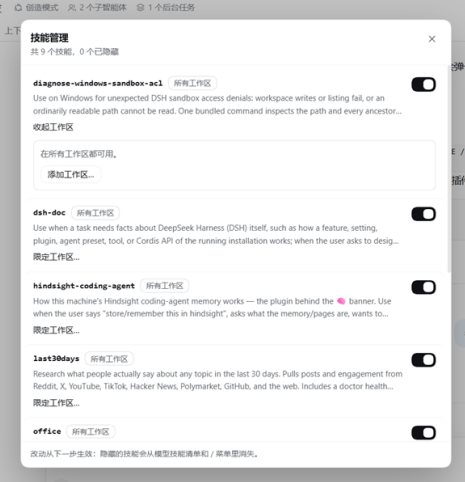 创造模式 2 个子智能体 1 个后台任务
上下
技能管理
共 9 个技能，0 个已隐藏
diagnose-windows-sandbox-acl 所有工作区
Use on Windows for unexpected DSH sandbox access denials: workspace writes or listing fail, or an
ordinarily readable path cannot be read. One bundled command inspects the path and every ancestor...
收起工作区
在所有工作区都可用。
添加工作区...
dsh-doc 所有工作区
Use when a task needs facts about DeepSeek Harness (DSH) itself, such as how a feature, setting,
plugin, agent preset, tool, or Cordis API of the running installation works; when the user asks to desig...
限定工作区...
hindsight-coding-agent 所有工作区
How this machine's Hindsight coding-agent memory works — the plugin behind the 🧠 banner. Use
when the user says "store/remember this in hindsight", asks what the memory/pages are, wants to...
限定工作区...
last30days 所有工作区
Research what people actually say about any topic in the last 30 days. Pulls posts and engagement from
Reddit, X, YouTube, TikTok, Hacker News, Polymarket, GitHub, and the web. Includes a doctor health...
限定工作区...
office 所有工作区
改动从下一步生效：隐藏的技能会从模型技能清单和 / 菜单里消失。